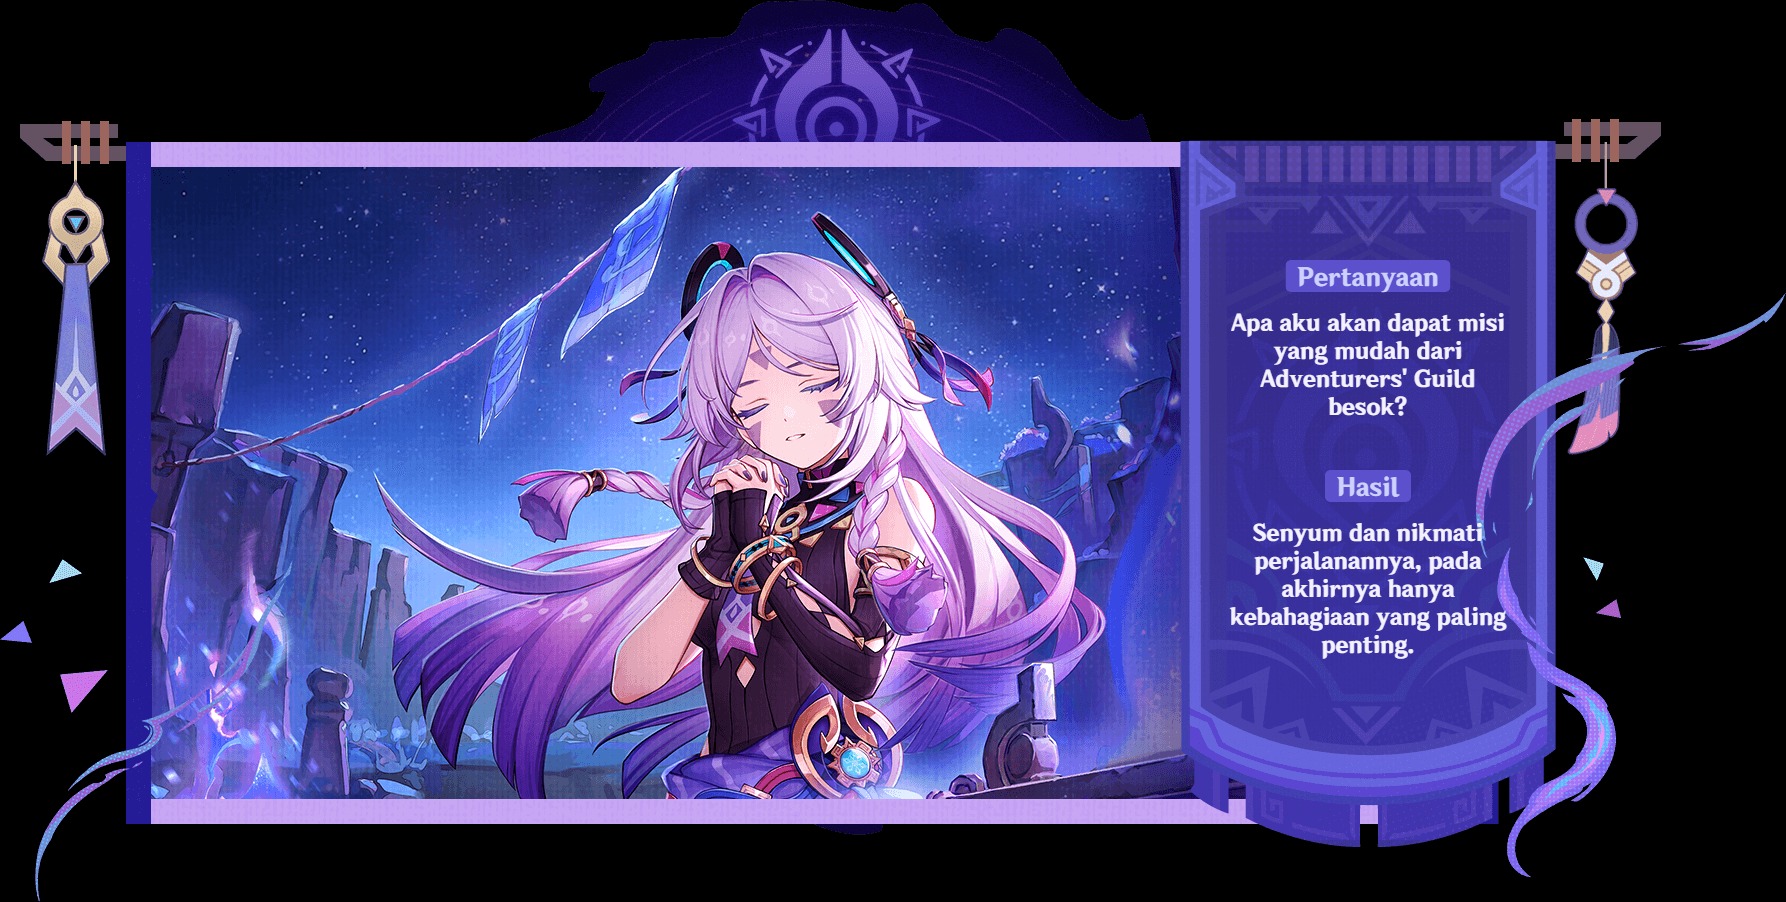 Pertanyaan
Apa aku akan dapat misi
yang mudah dari
Adventurers' Guild
besok?
Hasil
Senyum dan nikmati
perjalanannya, pada
akhirnya hanya
kebahagiaan yang paling
penting.